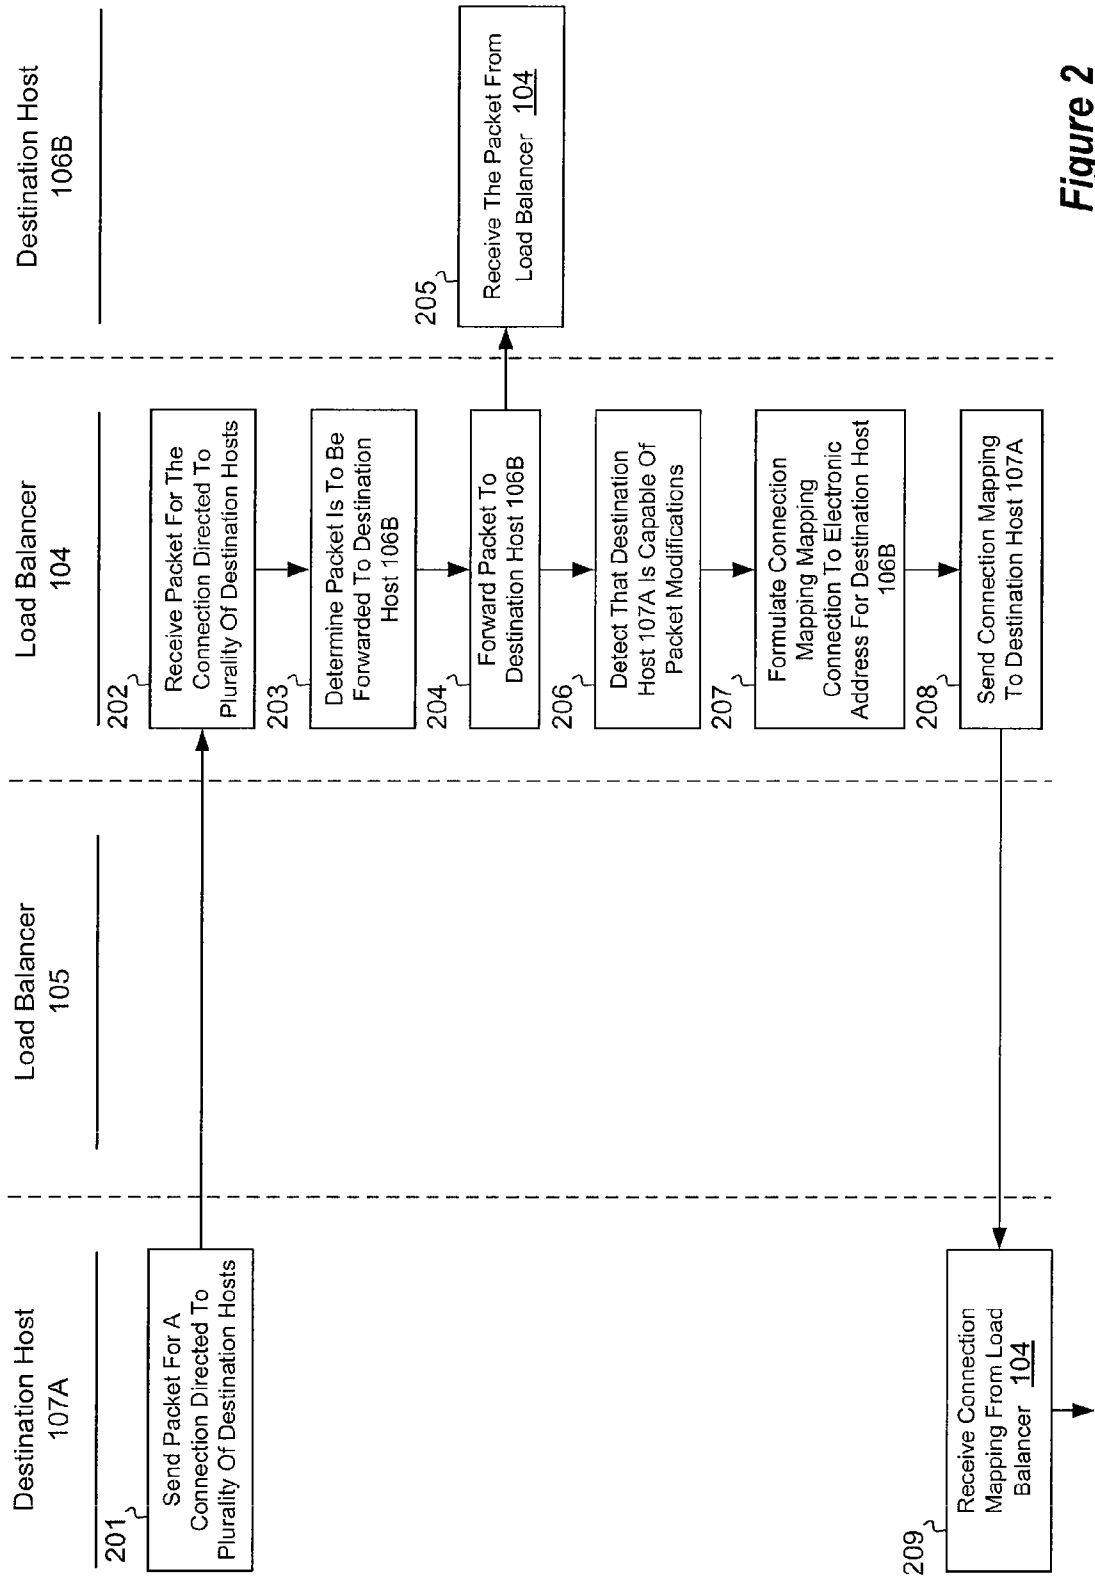 Destination Host
107A
Load Balancer
105
Load Balancer
104
Destination Host
106B
201
Send Packet For A
Connection Directed To
Plurality Of Destination Hosts
202
Receive Packet For The
Connection Directed To
Plurality Of Destination Hosts
203
Determine Packet Is To Be
Forwarded To Destination
Host 106B
204
Forward Packet To
Destination Host 106B
205
Receive The Packet From
Load Balancer 104
206
Detect That Destination
Host 107A Is Capable Of
Packet Modifications
207
Formulate Connection
Mapping Mapping
Connection To Electronic
Address For Destination Host
106B
208
Send Connection Mapping
To Destination Host 107A
209
Receive Connection
Mapping From Load
Balancer 104
Figure 2